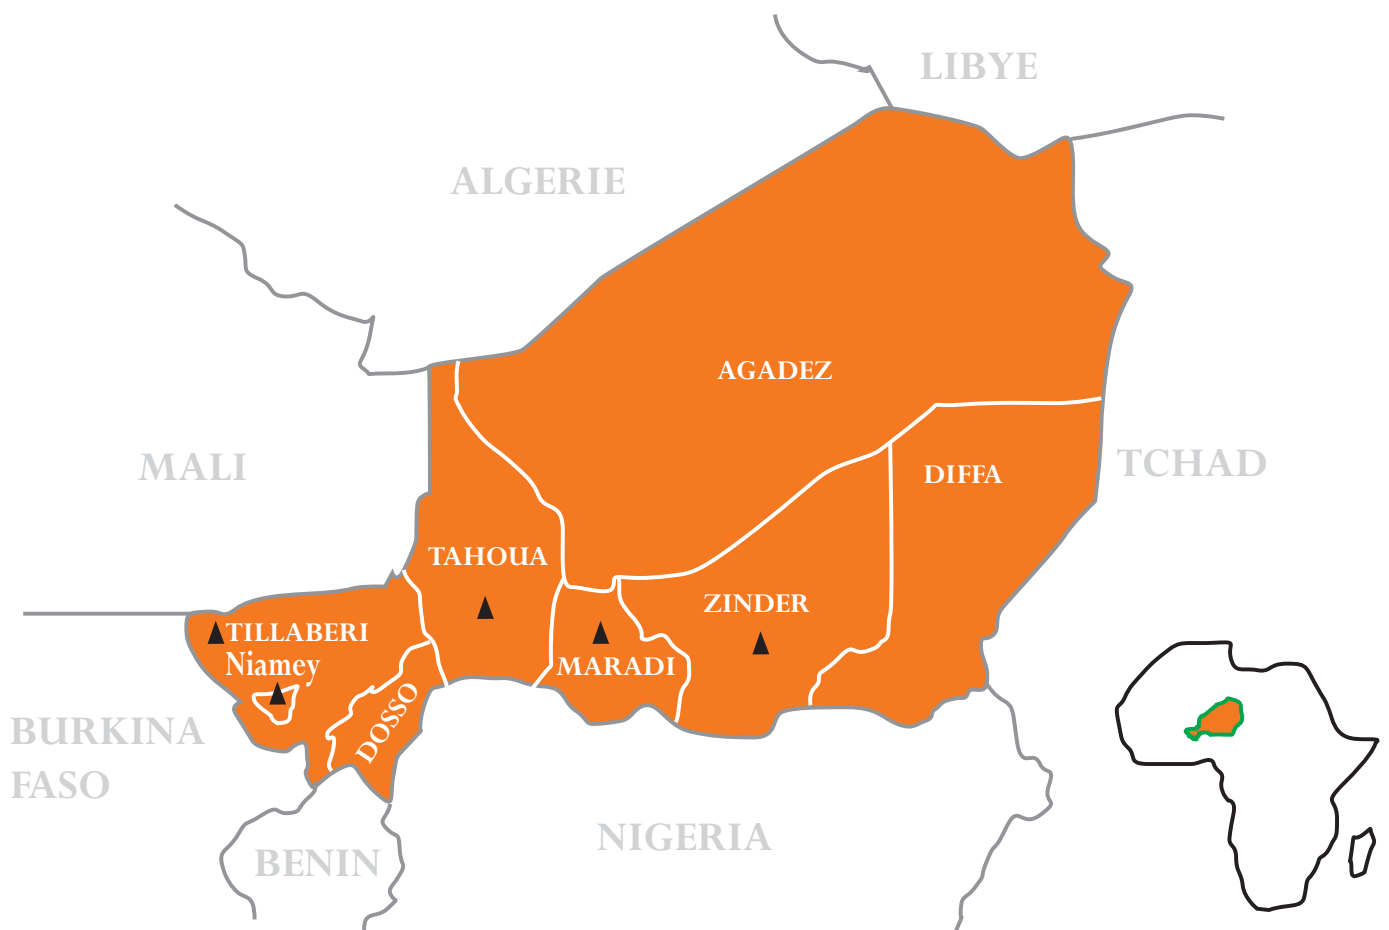 LIBYE
ALGERIE
AGADEZ
MALI
TCHAD
DIFFA
TAHOUA
ZINDER
TILLABERI
Niamey
MARADI
DOSSO
BURKINA
FASO
NIGERIA
BENIN